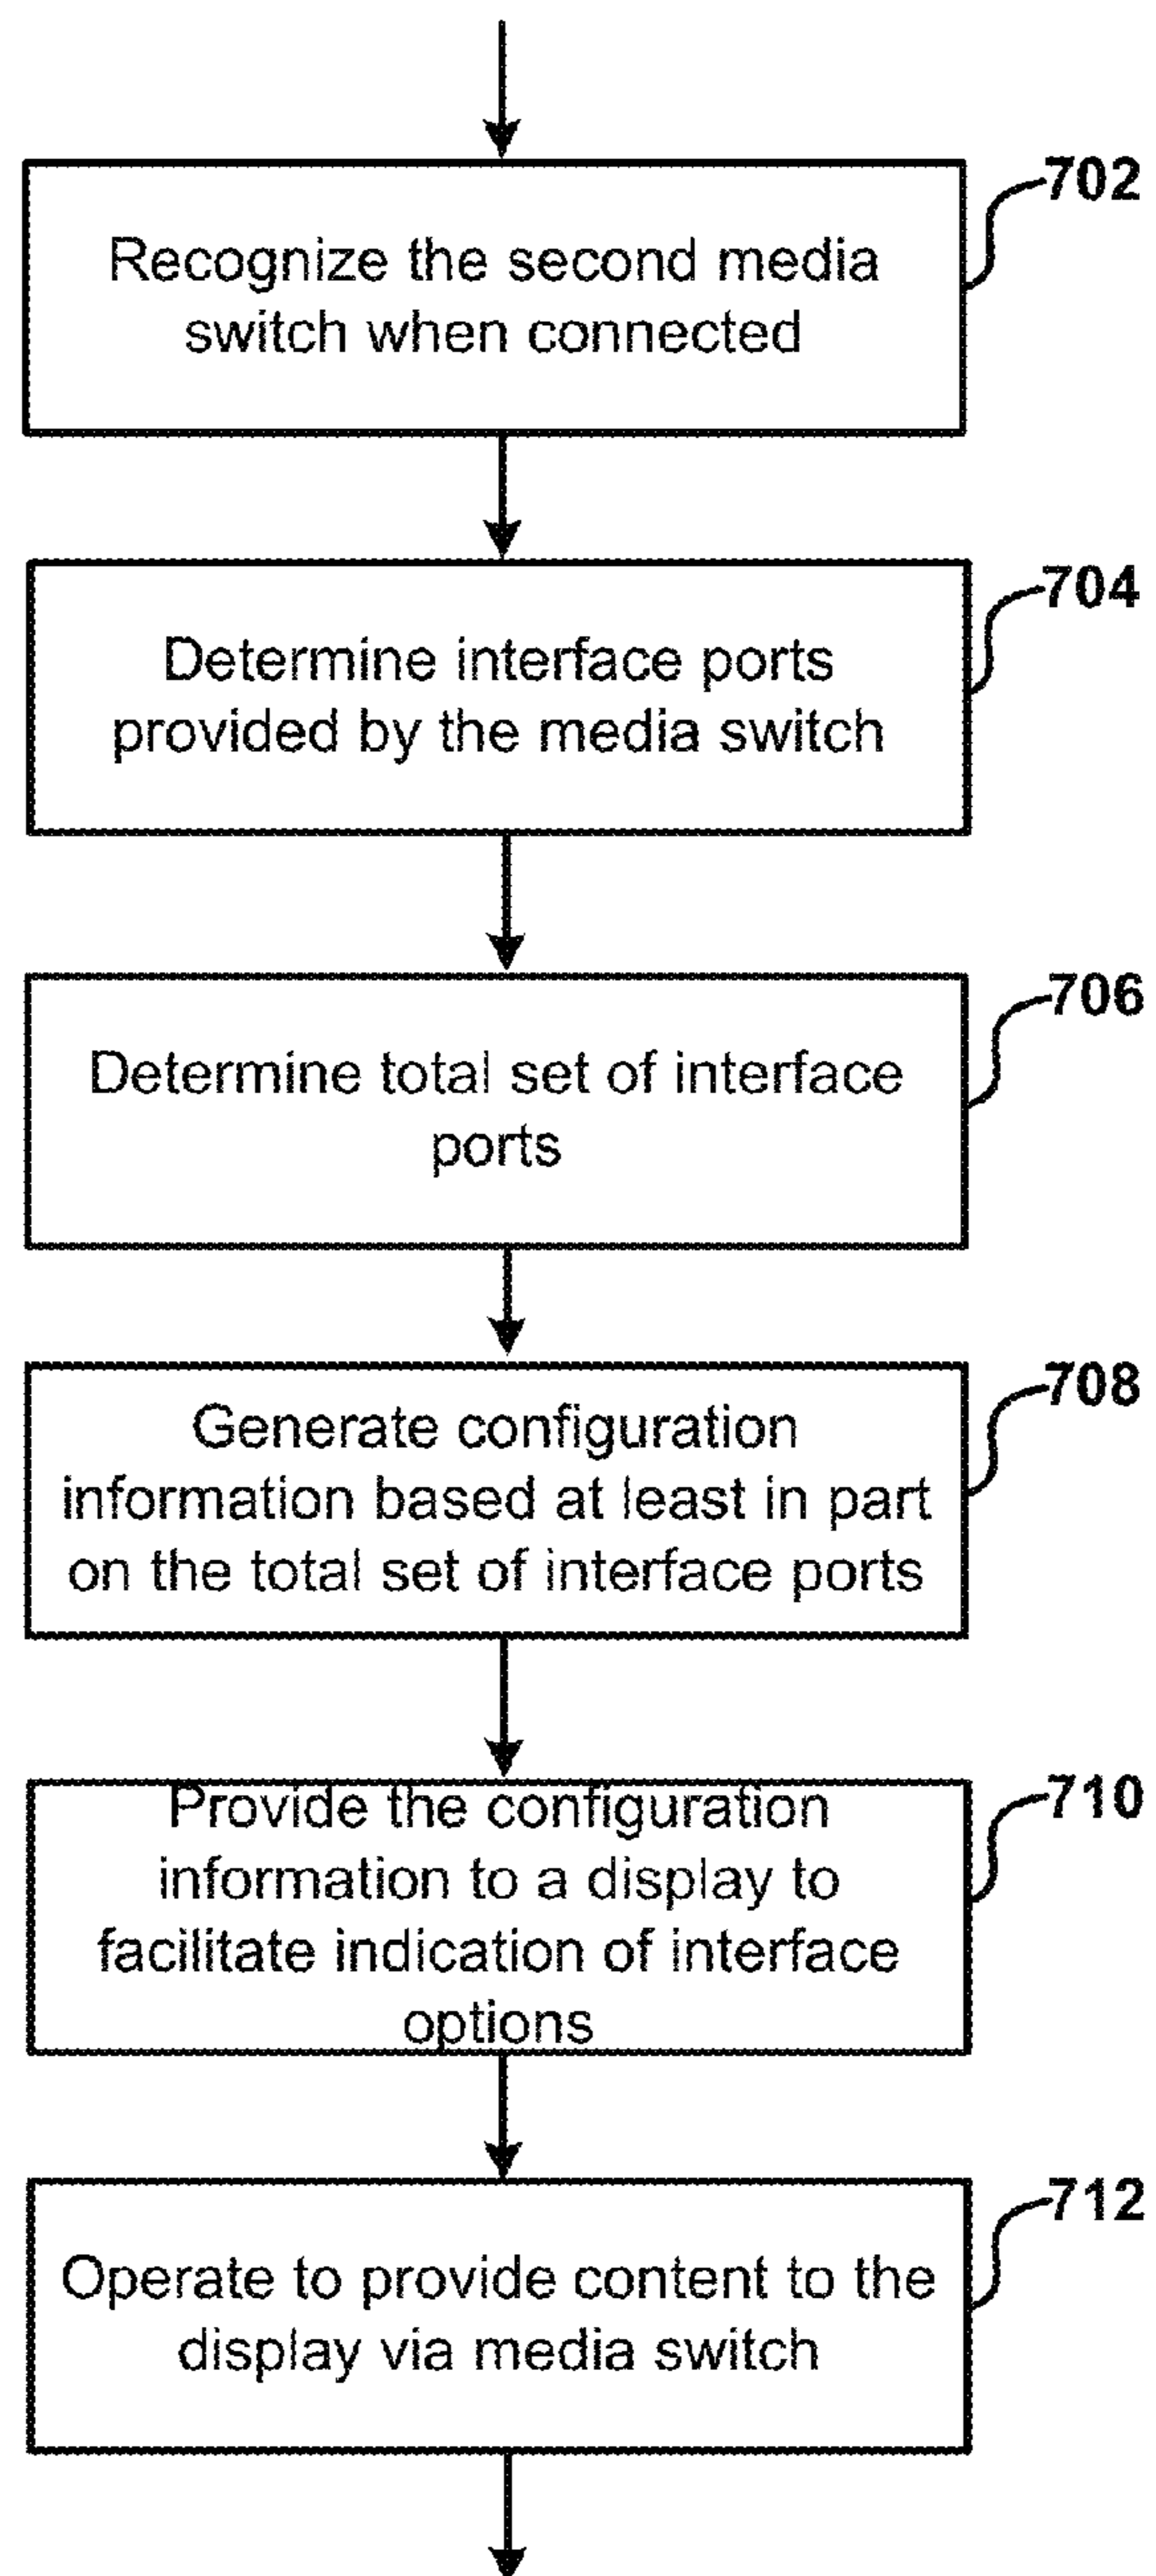 702
Recognize the second media
switch when connected
704
Determine interface ports
provided by the media switch
706
Determine total set of interface
ports
708
Generate configuration
information based at least in part
on the total set of interface ports
710
Provide the configuration
information to a display to
facilitate indication of interface
options
712
Operate to provide content to the
display via media switch